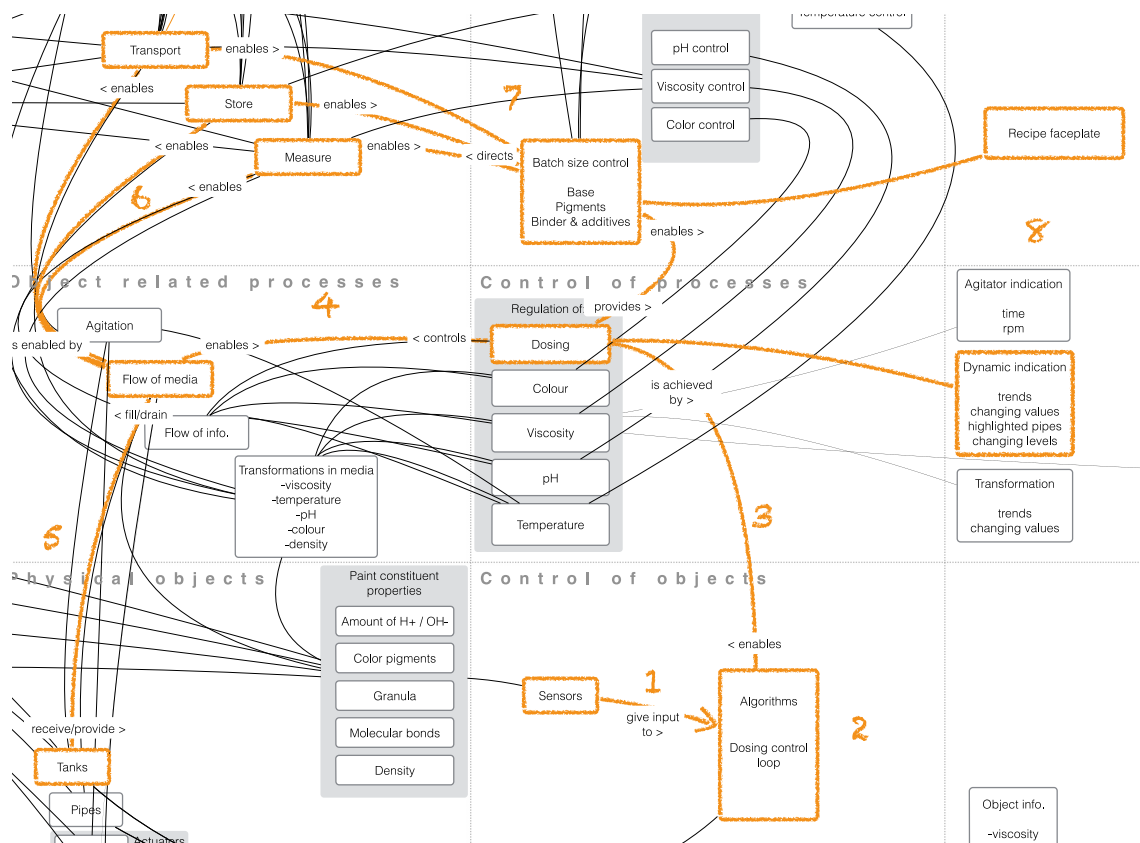 Temperature control
Transport
enables >
pH control
< enables
Store
enables >
7
Viscosity control
Color control
Recipe faceplate
< enables
Measure
enables >
< directs
Batch size control
Base
Pigments
Binder & additives
6
< enables
enables >
8
Object related processes
Control of processes
Agitator indication
time
rpm
4
Regulation of:
provides >
Agitation
s enabled by
enables >
< controls
Dosing
Flow of media
is achieved
by >
Dynamic indication
trends
changing values
highlighted pipes
changing levels
Colour
< fill/drain
Flow of info.
Viscosity
Transformations in media
-viscosity
-temperature
-pH
-colour
-density
pH
Transformation
trends
changing values
5
3
Temperature
Physical objects
Control of objects
Paint constituent
properties
Amount of H+ / OH-
Color pigments
Granula
Molecular bonds
Density
< enables
Sensors
1
give input
to >
Algorithms
Dosing control
loop
2
receive/provide >
Tanks
Pipes
Actuators
Object info.
-viscosity